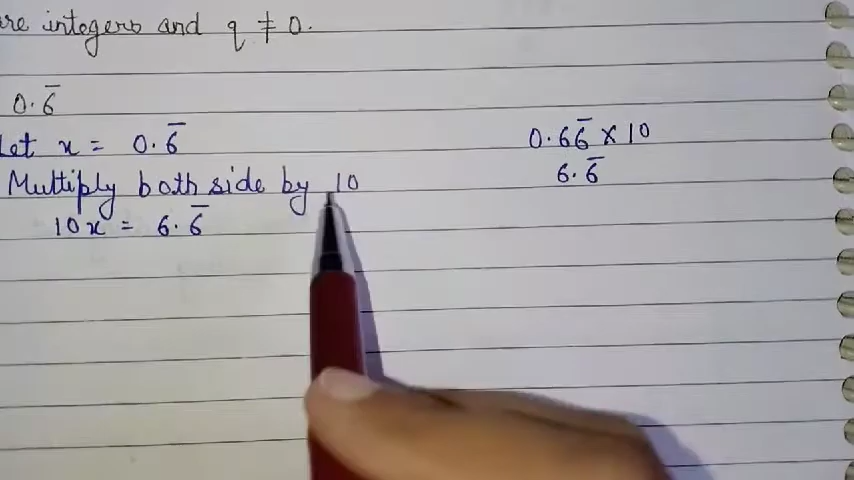 are integers and q ≠ 0.
0.6̅
Let x = 0.6̅
Multiply both side by 10
10x = 6.6̅
0.66̅ × 10
6.6̅